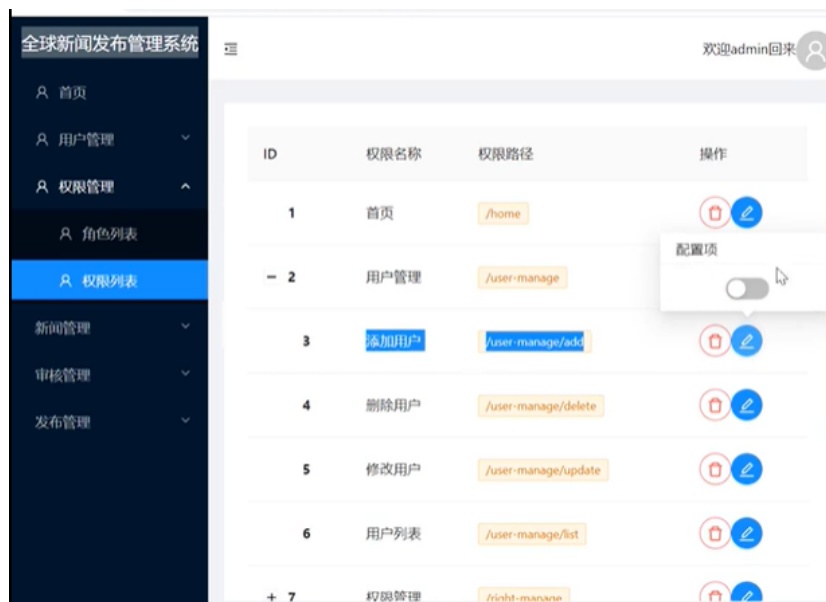 全球新闻发布管理系统
欢迎admin回来
首页
用户管理
权限管理
角色列表
权限列表
新闻管理
审核管理
发布管理
ID 权限名称 权限路径 操作
1 首页 /home
配置项
2 用户管理 /user-manage
3 添加用户 /user-manage/add
4 删除用户 /user-manage/delete
5 修改用户 /user-manage/update
6 用户列表 /user-manage/list
7 权限管理 /right-manage